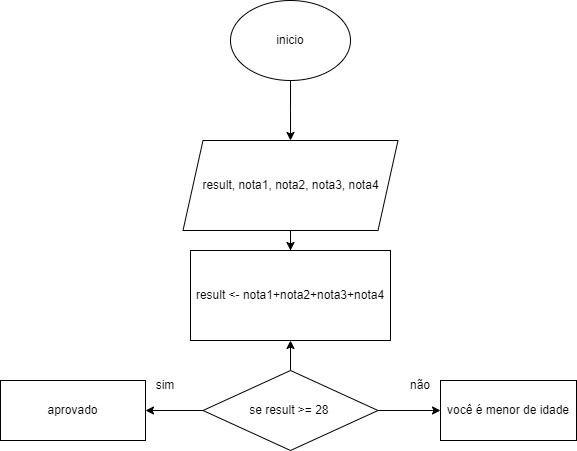 inicio
result, nota1, nota2, nota3, nota4
result <- nota1+nota2+nota3+nota4
sim
não
aprovado
se result >= 28
você é menor de idade